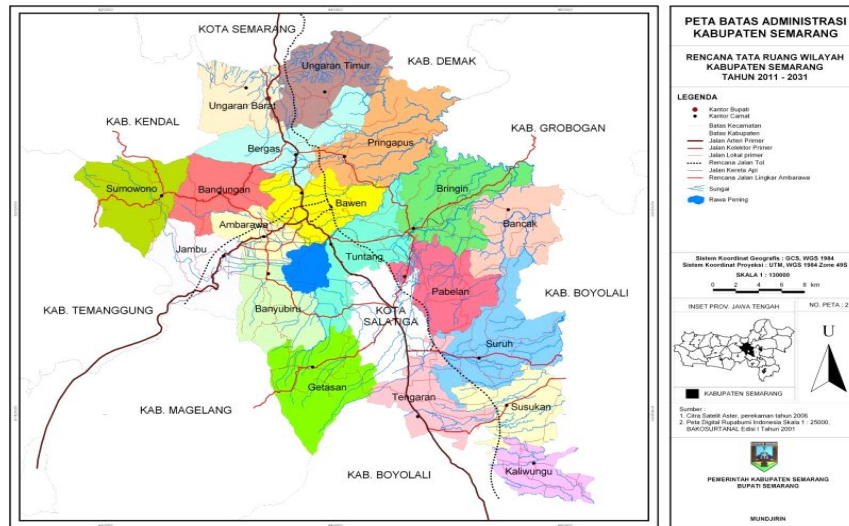 KOTA SEMARANG
Ungaran Timur
KAB. DEMAK
Ungaran Barat
KAB. KENDAL
KAB. GROBOGAN
Pringapus
Bergas
Sumowono
Bandungan
Bringin
Bawen
Bancak
Ambarawa
Jambu
Tuntang
Pabelan
KAB. BOYOLALI
KAB. TEMANGGUNG
Banyubiru
KOTA
SALATIGA
Suruh
Getasan
KAB. MAGELANG
Tengaran
Susukan
Kaliwungu
KAB. BOYOLALI
PETA BATAS ADMINISTRASI
KABUPATEN SEMARANG
RENCANA TATA RUANG WILAYAH
KABUPATEN SEMARANG
TAHUN 2011 - 2031
LEGENDA
Kantor Bupati
Kantor Camat
Batas Kecamatan
Batas Kabupaten
Jalan Arteri Primer
Jalan Kolektor Primer
Jalan Lokal primer
Rencana Jalan Tol
Jalan Kereta Api
Rencana Jalan Lingkar Ambarawa
Sungai
Rawa Pening
Sistem Koordinat Geografis : GCS, WGS 1984
Sistem Koordinat Proyeksi : UTM, WGS 1984 Zone 49S
SKALA 1 : 130000
0 2 4 6 8
km
INSET PROV. JAWA TENGAH
NO. PETA : 2
U
KABUPATEN SEMARANG
Sumber :
1. Citra Satelit Aster, perekaman tahun 2006
2. Peta Digital Rupabumi Indonesia Skala 1 : 25000,
BAKOSURTANAL Edisi I Tahun 2001
PEMERINTAH KABUPATEN SEMARANG
BUPATI SEMARANG
MUNDJIRIN